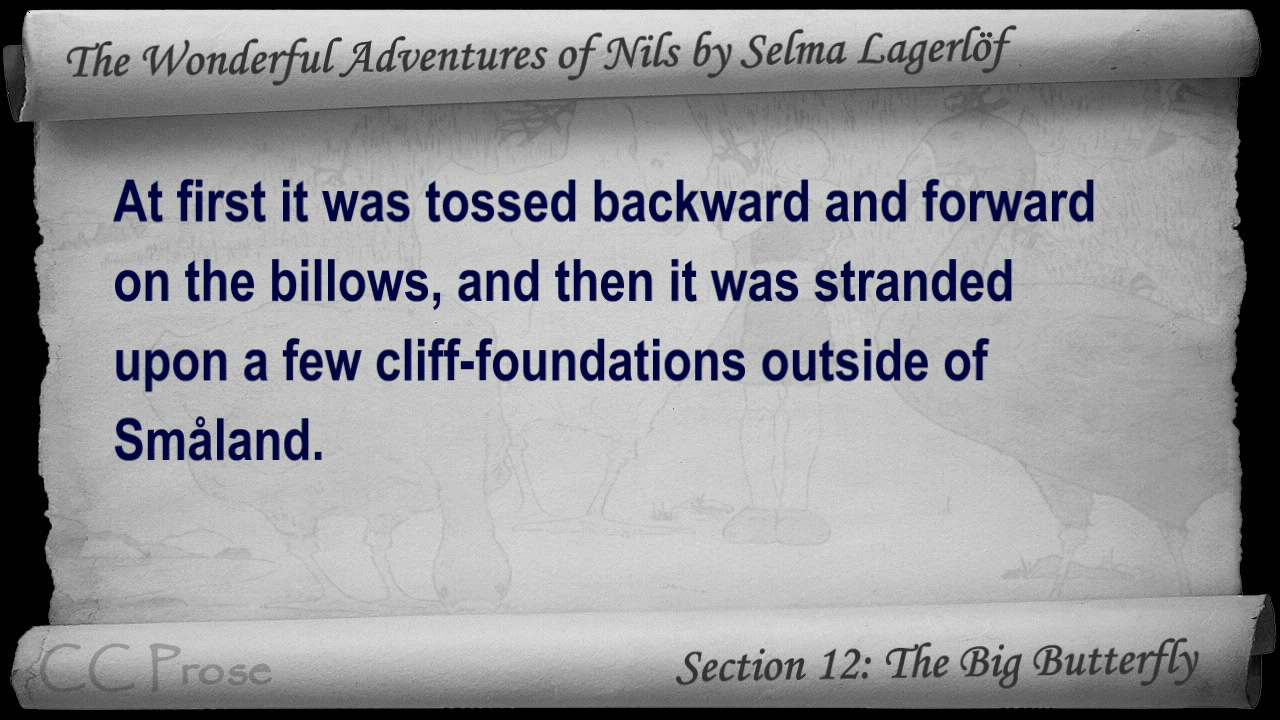 The Wonderful Adventures of Nils by Selma Lagerlöf
At first it was tossed backward and forward
on the billows, and then it was stranded
upon a few cliff-foundations outside of
Småland.
CC Prose
Section 12: The Big Butterfly